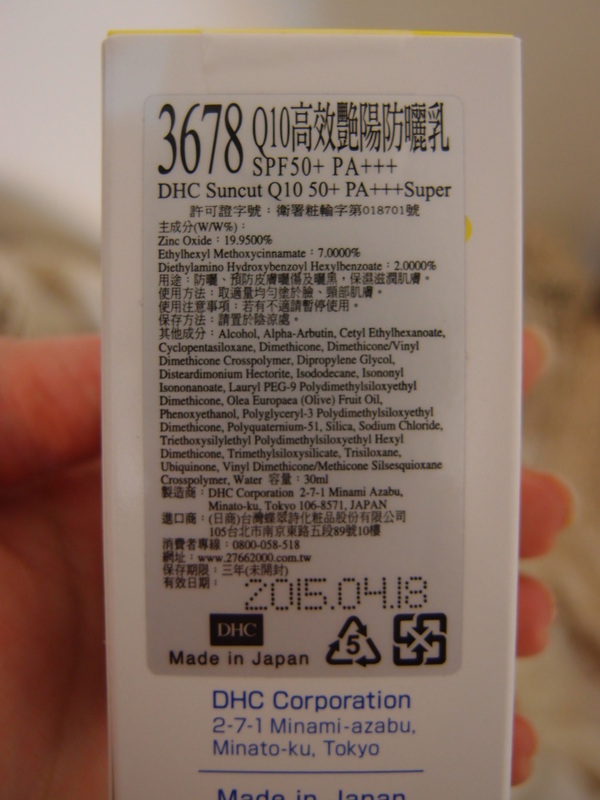 3678 Q10高效艷陽防曬乳
SPF50+ PA+++
DHC Suncut Q10 50+ PA+++Super
許可證字號：衛署粧輸字第018701號
主成分(W/W%)：
Zinc Oxide：19.9500%
Ethylhexyl Methoxycinnamate：7.0000%
Diethylamino Hydroxybenzoyl Hexylbenzoate：2.0000%
用途：防曬、預防皮膚曬傷及曬黑，保濕滋潤肌膚。
使用方法：取適量均勻塗於臉、頸部肌膚。
使用注意事項：若有不適請暫停使用。
保存方法：請置於陰涼處。
其他成分：Alcohol, Alpha-Arbutin, Cetyl Ethylhexanoate,
Cyclopentasiloxane, Dimethicone, Dimethicone/Vinyl
Dimethicone Crosspolymer, Dipropylene Glycol,
Disteardimonium Hectorite, Isododecane, Isononyl
Isononanoate, Lauryl PEG-9 Polydimethylsiloxyethyl
Dimethicone, Olea Europaea (Olive) Fruit Oil,
Phenoxyethanol, Polyglyceryl-3 Polydimethylsiloxyethyl
Dimethicone, Polyquaternium-51, Silica, Sodium Chloride,
Triethoxysilylethyl Polydimethylsiloxyethyl Hexyl
Dimethicone, Trimethylsiloxysilicate, Trisiloxane,
Ubiquinone, Vinyl Dimethicone/Methicone Silsesquioxane
Crosspolymer, Water 容量：30ml
製造商：DHC Corporation 2-7-1 Minami Azabu,
Minato-ku, Tokyo 106-8571, JAPAN
進口商：(日商)台灣蝶翠詩化粧品股份有限公司
105台北市南京東路五段89號10樓
消費者專線：0800-058-518
網址：www.27662000.com.tw
保存期限：三年(未開封)
有效日期：
2015.04.18
DHC
Made in Japan
5
DHC Corporation
2-7-1 Minami-azabu,
Minato-ku, Tokyo
Made in Japan